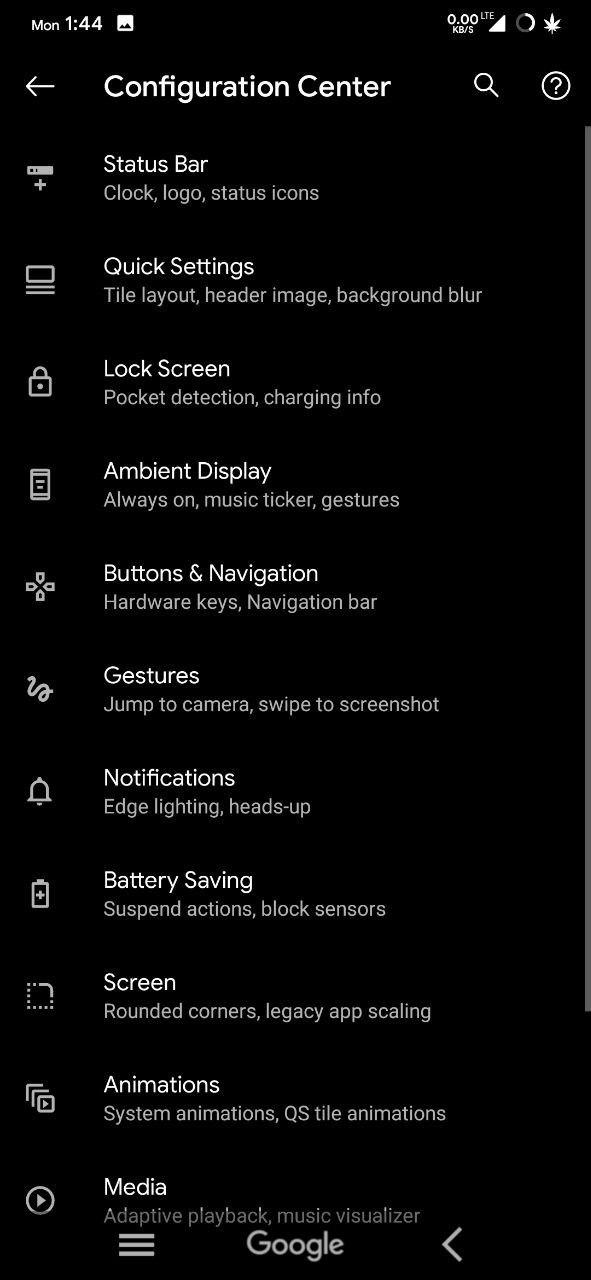 Mon 1:44
0.00 KB/S LTE
Configuration Center
Status Bar
Clock, logo, status icons
Quick Settings
Tile layout, header image, background blur
Lock Screen
Pocket detection, charging info
Ambient Display
Always on, music ticker, gestures
Buttons & Navigation
Hardware keys, Navigation bar
Gestures
Jump to camera, swipe to screenshot
Notifications
Edge lighting, heads-up
Battery Saving
Suspend actions, block sensors
Screen
Rounded corners, legacy app scaling
Animations
System animations, QS tile animations
Media
Adaptive playback, music visualizer
Google